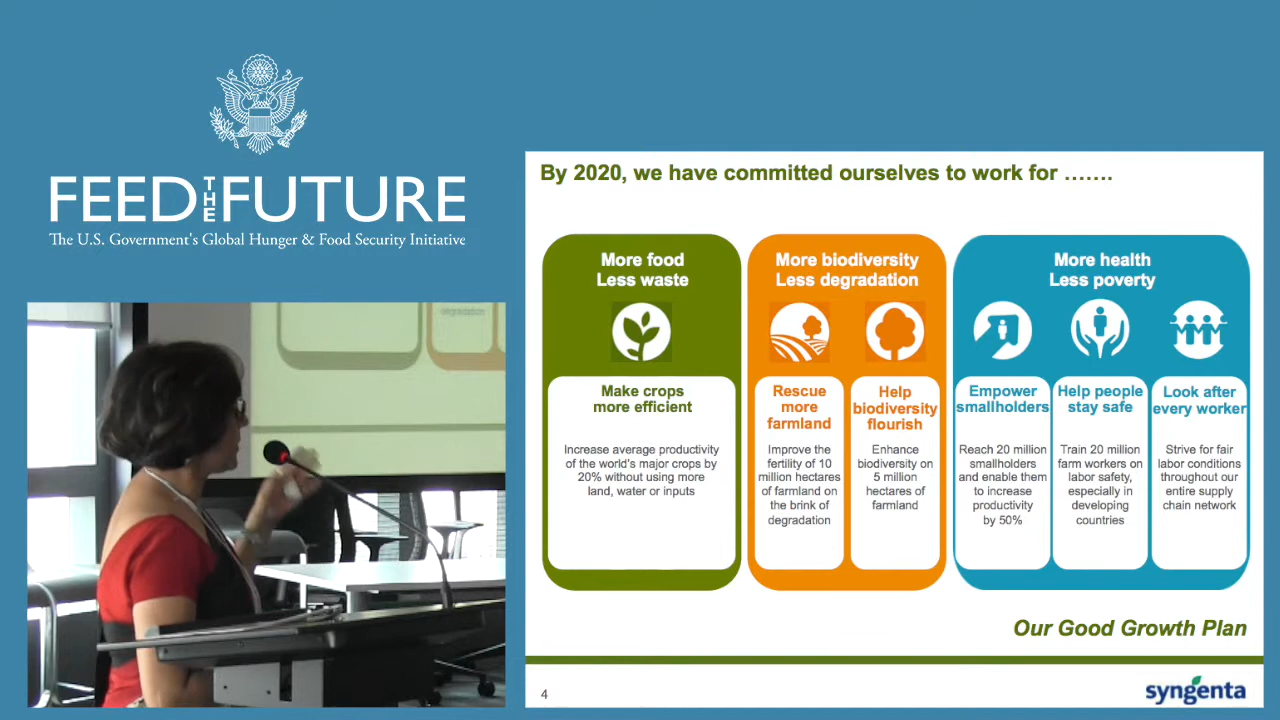 FEED THE FUTURE
The U.S. Government's Global Hunger & Food Security Initiative
By 2020, we have committed ourselves to work for …….
More food
Less waste
Make crops
more efficient
Increase average productivity
of the world's major crops by
20% without using more
land, water or inputs
More biodiversity
Less degradation
Rescue
more
farmland
Improve the
fertility of 10
million hectares
of farmland on
the brink of
degradation
Help
biodiversity
flourish
Enhance
biodiversity on
5 million
hectares of
farmland
More health
Less poverty
Empower
smallholders
Reach 20 million
smallholders
and enable them
to increase
productivity
by 50%
Help people
stay safe
Train 20 million
farm workers on
labor safety,
especially in
developing
countries
Look after
every worker
Strive for fair
labor conditions
throughout our
entire supply
chain network
Our Good Growth Plan
4
syngenta
degradation